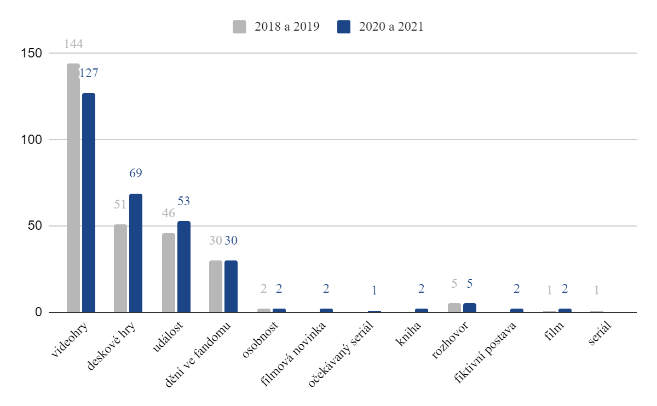 2018 a 2019
2020 a 2021
150
100
50
0
144
127
51
69
46
53
30
30
2
2
2
1
2
5
5
2
1
2
1
videohry
deskové hry
událost
dění ve fandomu
osobnost
filmová novinka
očekávaný seriál
kniha
rozhovor
fiktivní postava
film
seriál